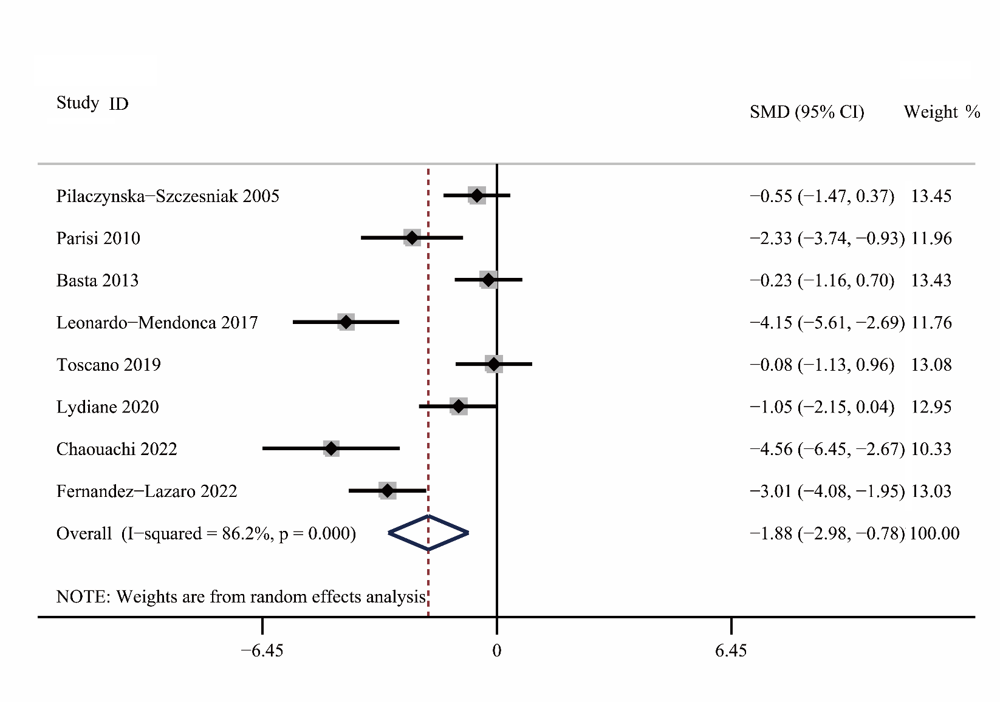 Study ID
SMD (95% CI) Weight %
Pilaczynska−Szczesniak 2005 −0.55 (−1.47, 0.37) 13.45
Parisi 2010 −2.33 (−3.74, −0.93) 11.96
Basta 2013 −0.23 (−1.16, 0.70) 13.43
Leonardo−Mendonca 2017 −4.15 (−5.61, −2.69) 11.76
Toscano 2019 −0.08 (−1.13, 0.96) 13.08
Lydiane 2020 −1.05 (−2.15, 0.04) 12.95
Chaouachi 2022 −4.56 (−6.45, −2.67) 10.33
Fernandez−Lazaro 2022 −3.01 (−4.08, −1.95) 13.03
Overall (I−squared = 86.2%, p = 0.000) −1.88 (−2.98, −0.78) 100.00
NOTE: Weights are from random effects analysis
−6.45 0 6.45